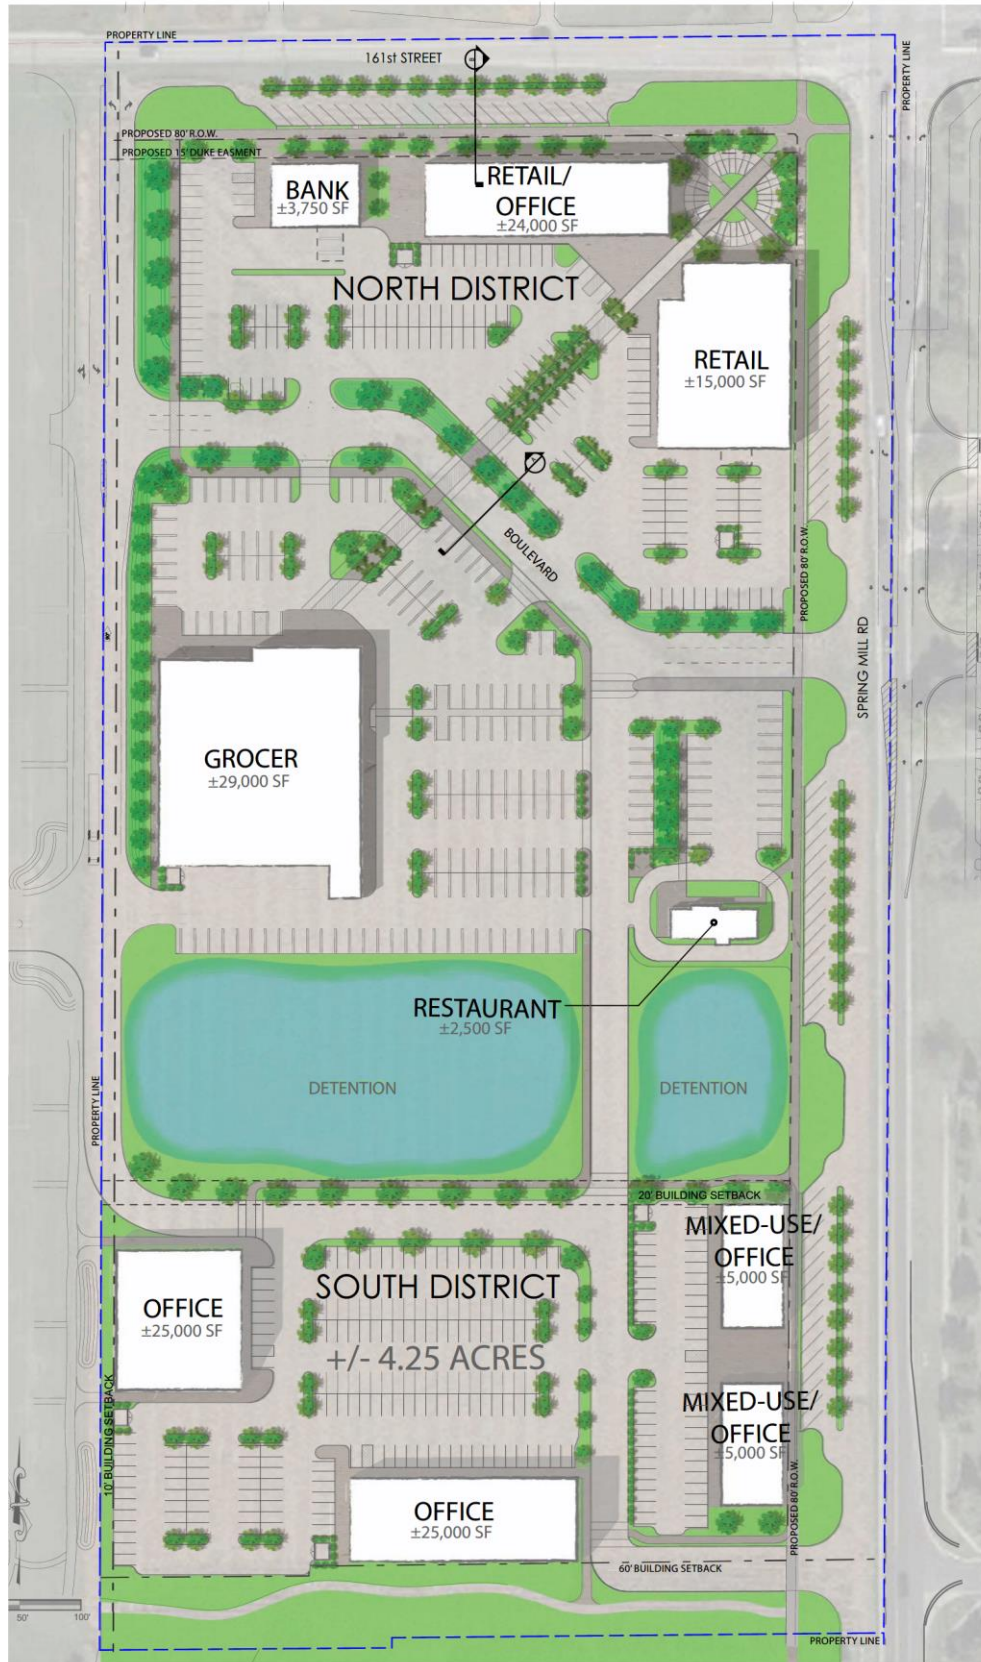 PROPERTY LINE
161st STREET
PROPERTY LINE
PROPOSED 80' R.O.W.
PROPOSED 15' DUKE EASMENT
BANK
±3,750 SF
RETAIL/
OFFICE
±24,000 SF
NORTH DISTRICT
RETAIL
±15,000 SF
BOULEVARD
PROPOSED 80' R.O.W.
SPRING MILL RD
GROCER
±29,000 SF
RESTAURANT
±2,500 SF
DETENTION
DETENTION
PROPERTY LINE
20' BUILDING SETBACK
MIXED-USE/
OFFICE
±5,000 SF
SOUTH DISTRICT
+/- 4.25 ACRES
OFFICE
±25,000 SF
MIXED-USE/
OFFICE
±5,000 SF
10' BUILDING SETBACK
OFFICE
±25,000 SF
PROPOSED 80' R.O.W.
60' BUILDING SETBACK
50'
100'
PROPERTY LINE